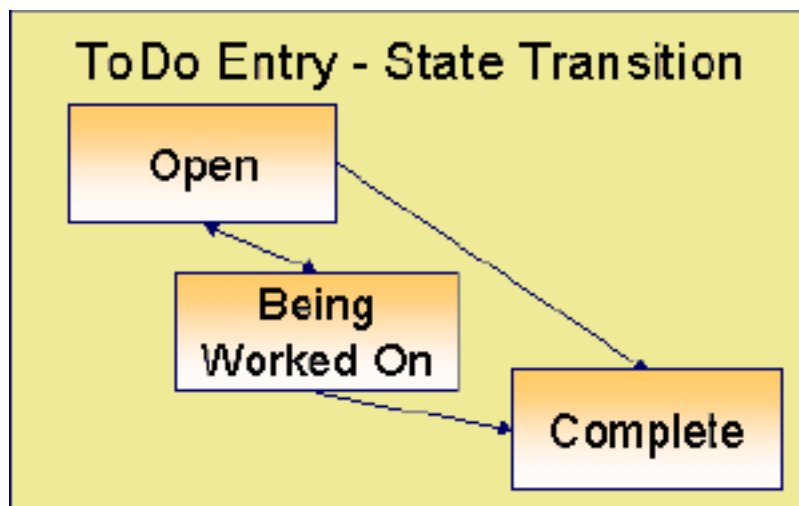 ToDo Entry - State Transition
Open
Being
Worked On
Complete